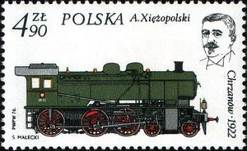 4 ZŁ
90
POLSKA
A. Xiężopolski
Chrzanów · 1922
S. MAŁECKI